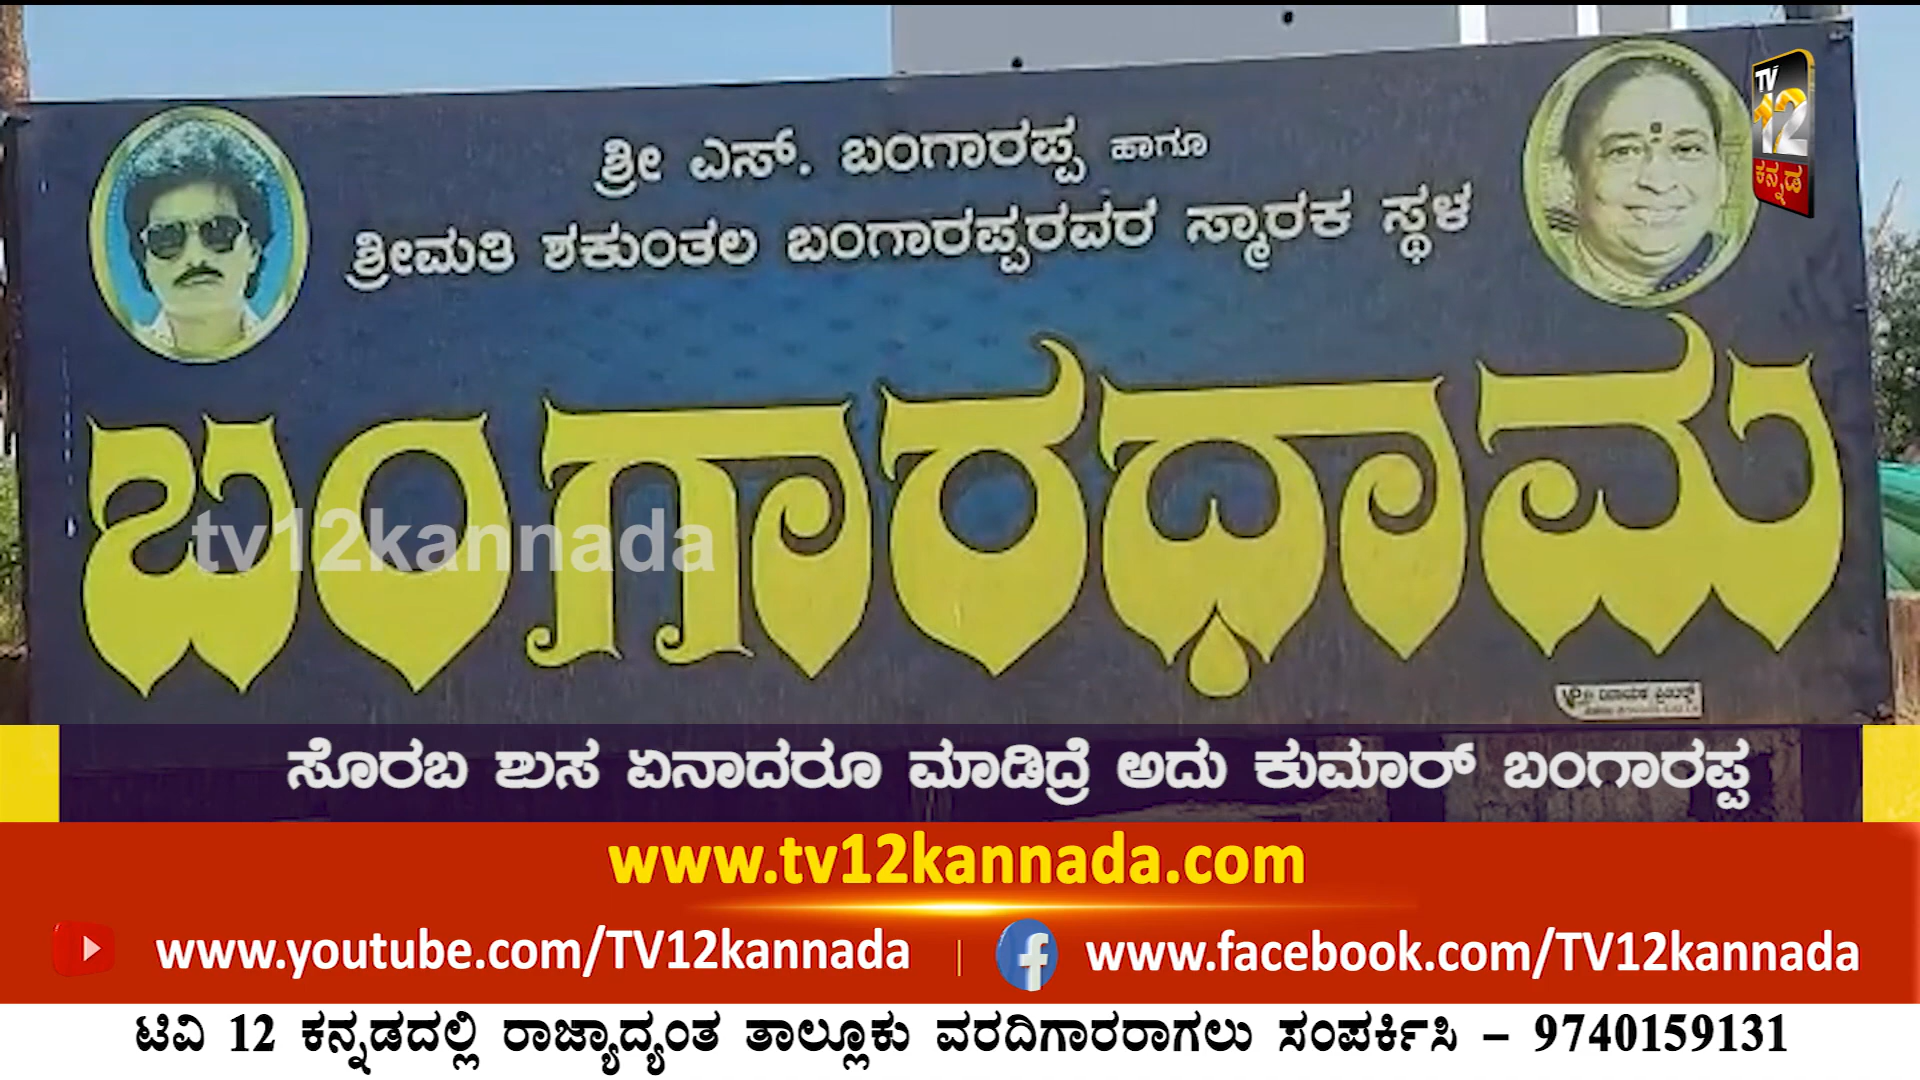 ಶ್ರೀ ಎಸ್. ಬಂಗಾರಪ್ಪ ಹಾಗೂ
ಶ್ರೀಮತಿ ಶಕುಂತಲ ಬಂಗಾರಪ್ಪರವರ ಸ್ಮಾರಕ ಸ್ಥಳ
TV
12
ಕನ್ನಡ
ಬಂಗಾರಧಾಮ
tv12kannada
ಶ್ರೀ ವಿನಾಯಕ ಪ್ರಿಂಟರ್ಸ್
ಸೊರಬ ಶುಸ ಏನಾದರೂ ಮಾಡಿದ್ರೆ ಅದು ಕುಮಾರ್ ಬಂಗಾರಪ್ಪ
www.tv12kannada.com
www.youtube.com/TV12kannada | www.facebook.com/TV12kannada
ಟಿವಿ 12 ಕನ್ನಡದಲ್ಲಿ ರಾಜ್ಯಾದ್ಯಂತ ತಾಲ್ಲೂಕು ವರದಿಗಾರರಾಗಲು ಸಂಪರ್ಕಿಸಿ – 9740159131